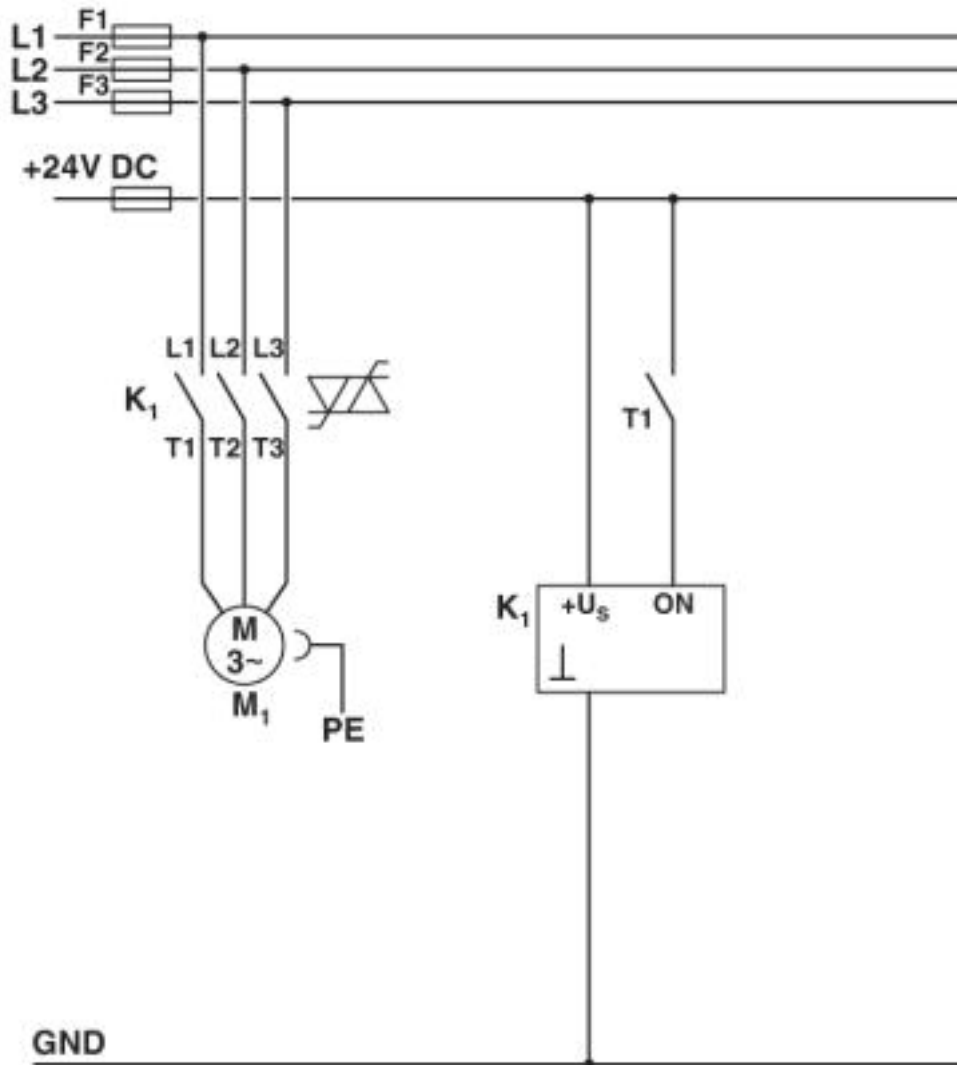 F1
L1
F2
L2
F3
L3
+24V DC
L1 L2 L3
K1
T1 T2 T3
T1
K1 +Us ON
M
3~
M1
PE
GND